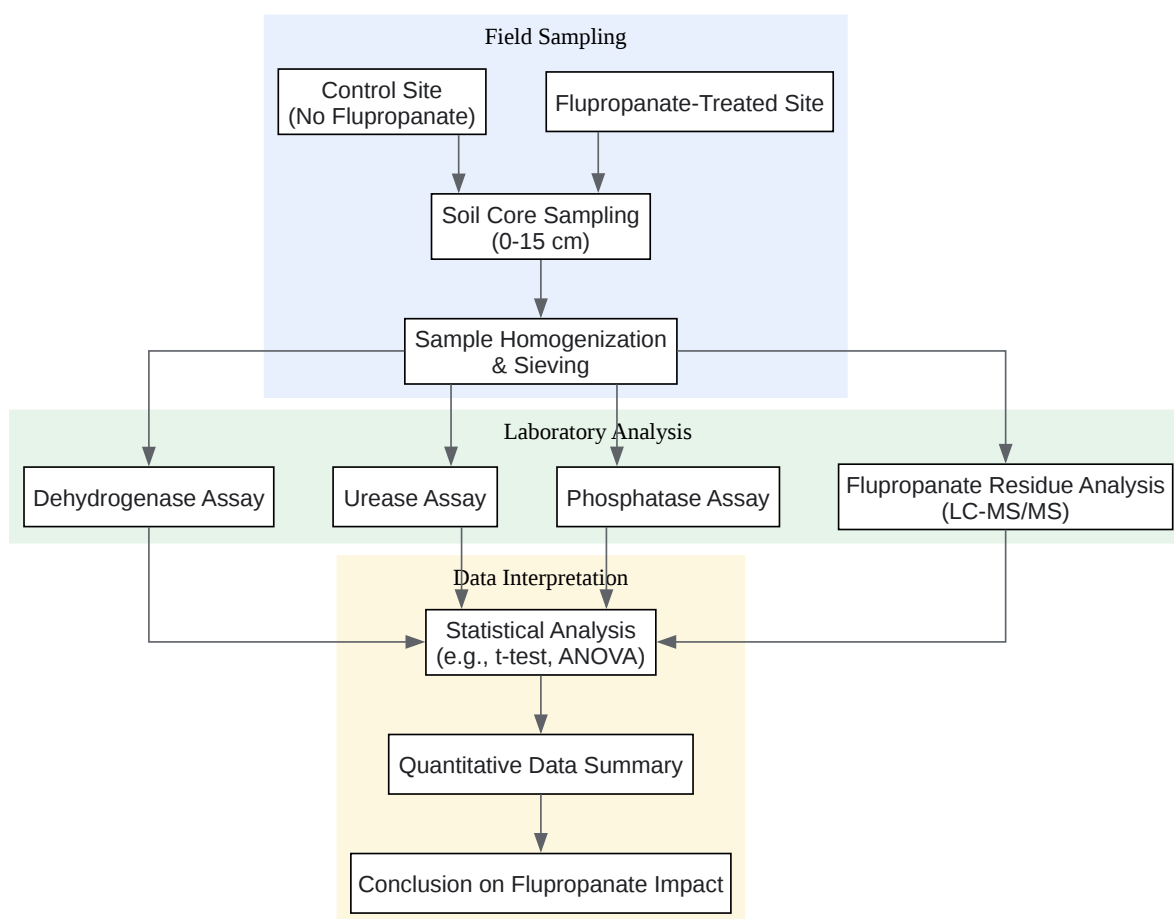 Field Sampling
Control Site
(No Flupropanate)
Flupropanate-Treated Site
Soil Core Sampling
(0-15 cm)
Sample Homogenization
& Sieving
Laboratory Analysis
Dehydrogenase Assay
Urease Assay
Phosphatase Assay
Flupropanate Residue Analysis
(LC-MS/MS)
Data Interpretation
Statistical Analysis
(e.g., t-test, ANOVA)
Quantitative Data Summary
Conclusion on Flupropanate Impact